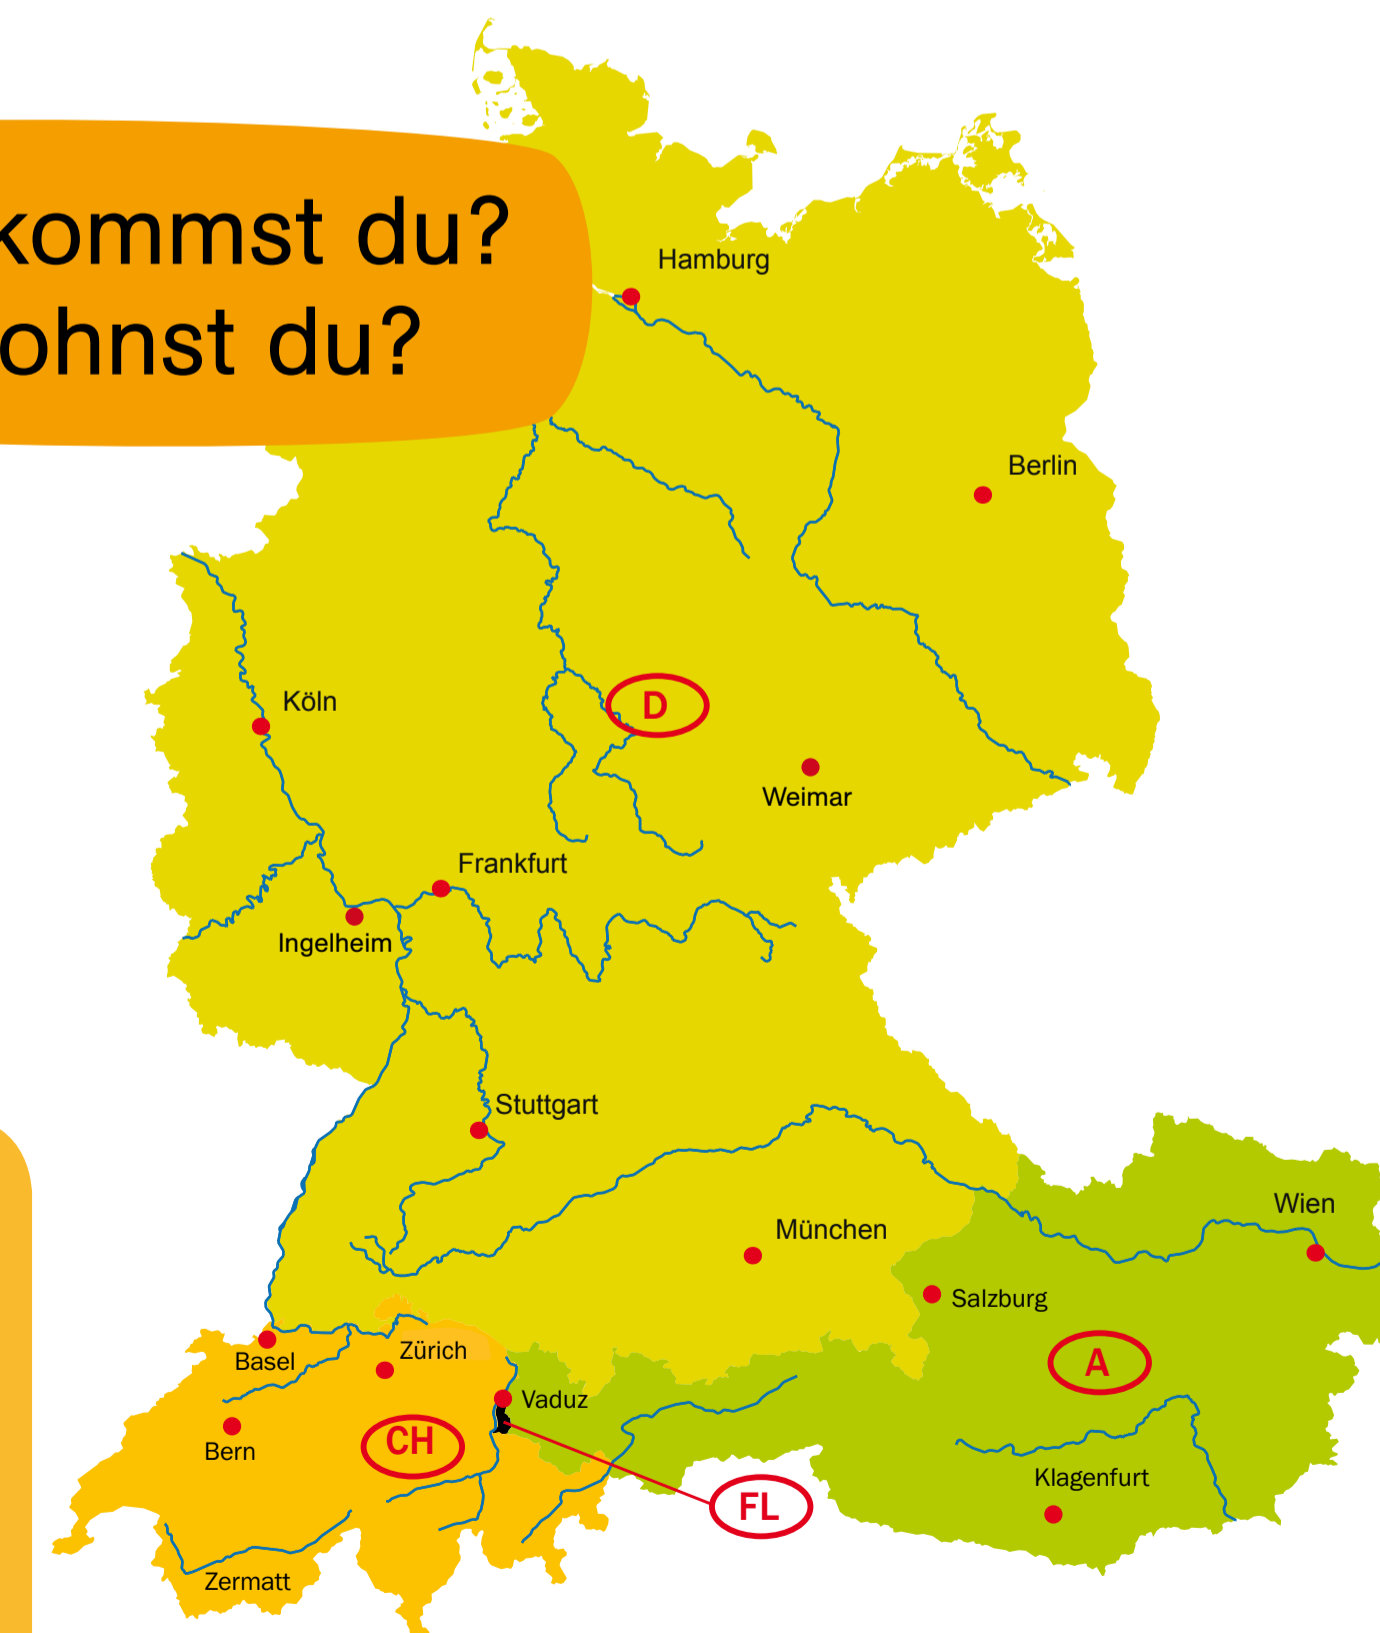 kommst du?
ohnst du?
Hamburg
Berlin
Köln
D
Weimar
Frankfurt
Ingelheim
Stuttgart
Wien
München
Salzburg
Zürich
Basel
A
Vaduz
CH
Bern
Klagenfurt
FL
Zermatt